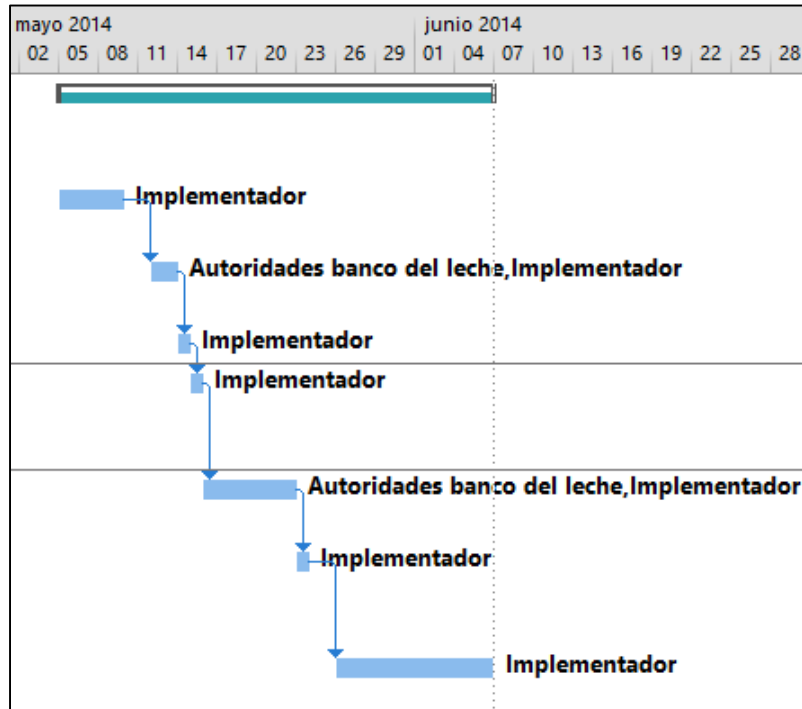 mayo 2014 junio 2014
02 05 08 11 14 17 20 23 26 29 01 04 07 10 13 16 19 22 25 28
Implementador
Autoridades banco del leche,Implementador
Implementador
Implementador
Autoridades banco del leche,Implementador
Implementador
Implementador